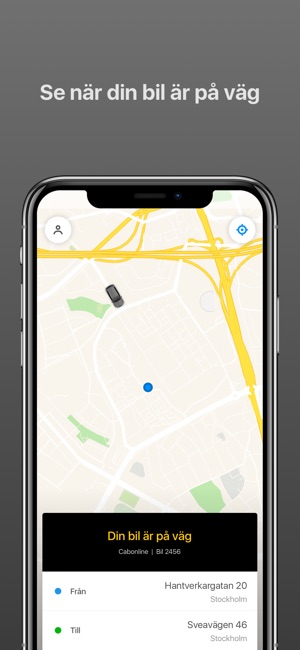 Se när din bil är på väg
Din bil är på väg
Cabonline | Bil 2456
Från
Hantverkargatan 20
Stockholm
Till
Sveavägen 46
Stockholm